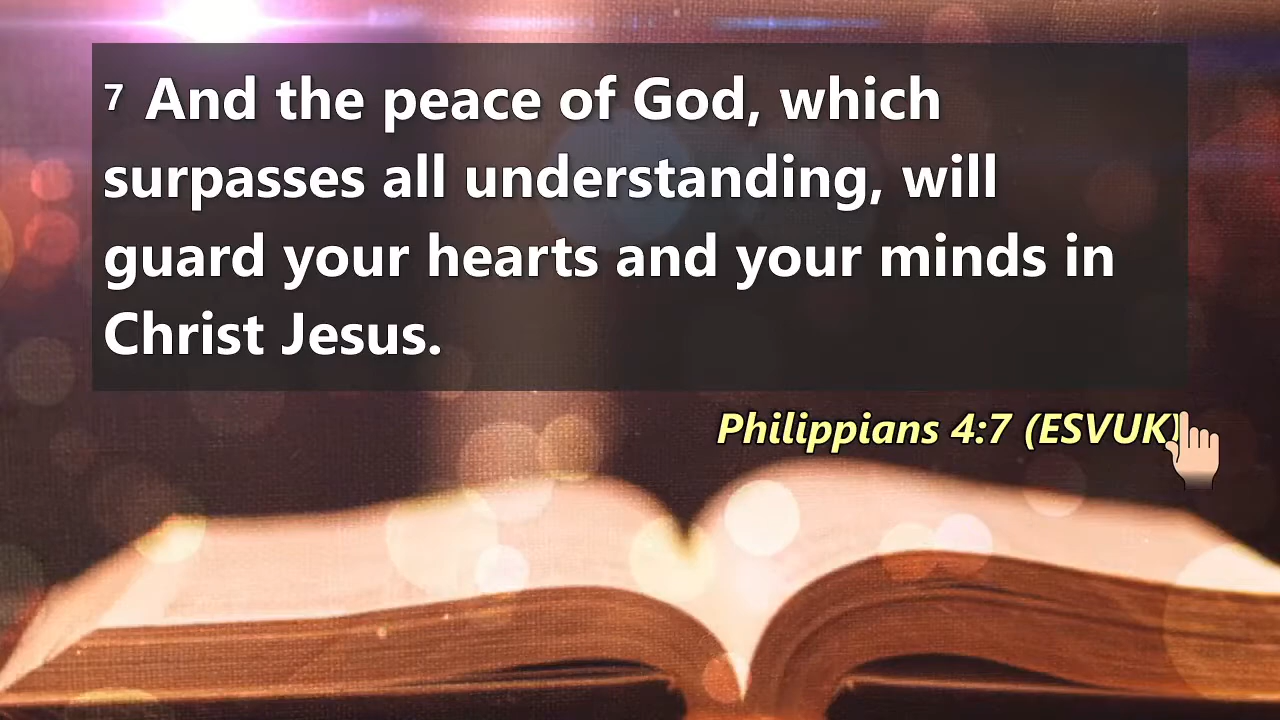 7 And the peace of God, which
surpasses all understanding, will
guard your hearts and your minds in
Christ Jesus.
Philippians 4:7 (ESVUK)